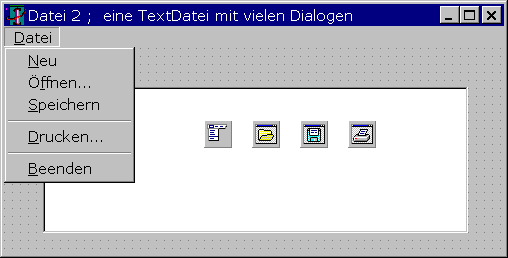 Datei 2 ; eine TextDatei mit vielen Dialogen
Datei
Neu
Öffnen...
Speichern
Drucken...
Beenden